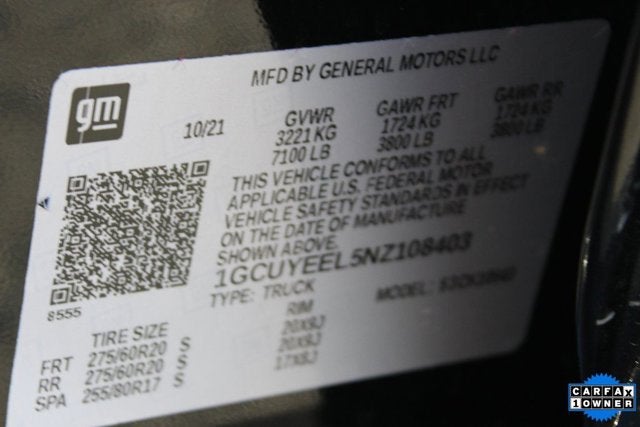 gm
MFD BY GENERAL MOTORS LLC
10/21
GVWR GAWR FRT GAWR RR
3221 KG 1724 KG 1724 KG
7100 LB 3800 LB 3800 LB
THIS VEHICLE CONFORMS TO ALL
APPLICABLE U.S. FEDERAL MOTOR
VEHICLE SAFETY STANDARDS IN EFFECT
ON THE DATE OF MANUFACTURE
SHOWN ABOVE.
1GCUYEEL5NZ108403
8555
TYPE: TRUCK MODEL:
TIRE SIZE RIM
FRT 275/60R20 S 20X9J
RR 275/60R20 S 20X9J
SPA 255/80R17 S 17X8J
CARFAX
1 OWNER